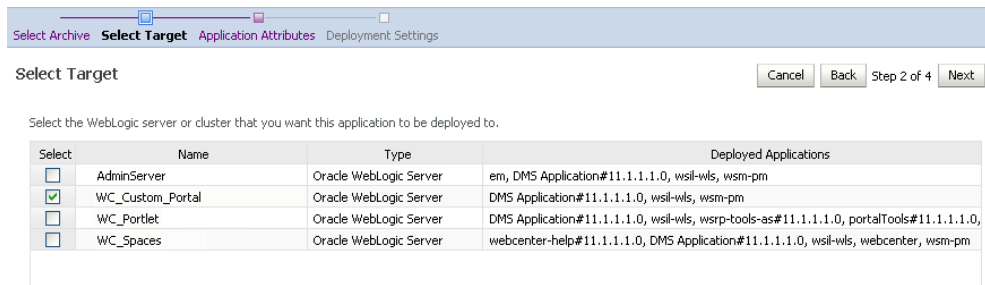 Select Archive Select Target Application Attributes Deployment Settings
Select Target
Cancel Back Step 2 of 4 Next
Select the WebLogic server or cluster that you want this application to be deployed to.
Select Name Type Deployed Applications
AdminServer Oracle WebLogic Server em, DMS Application#11.1.1.1.0, wsil-wls, wsm-pm
WC_Custom_Portal Oracle WebLogic Server DMS Application#11.1.1.1.0, wsil-wls, wsm-pm
WC_Portlet Oracle WebLogic Server DMS Application#11.1.1.1.0, wsil-wls, wsrp-tools-as#11.1.1.1.0, portalTools#11.1.1.1.0,
WC_Spaces Oracle WebLogic Server webcenter-help#11.1.1.1.0, DMS Application#11.1.1.1.0, wsil-wls, webcenter, wsm-pm